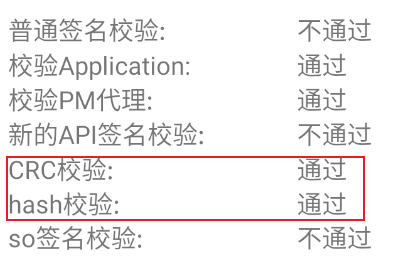 普通签名校验: 不通过
校验Application: 通过
校验PM代理: 通过
新的API签名校验: 不通过
CRC校验: 通过
hash校验: 通过
so签名校验: 不通过